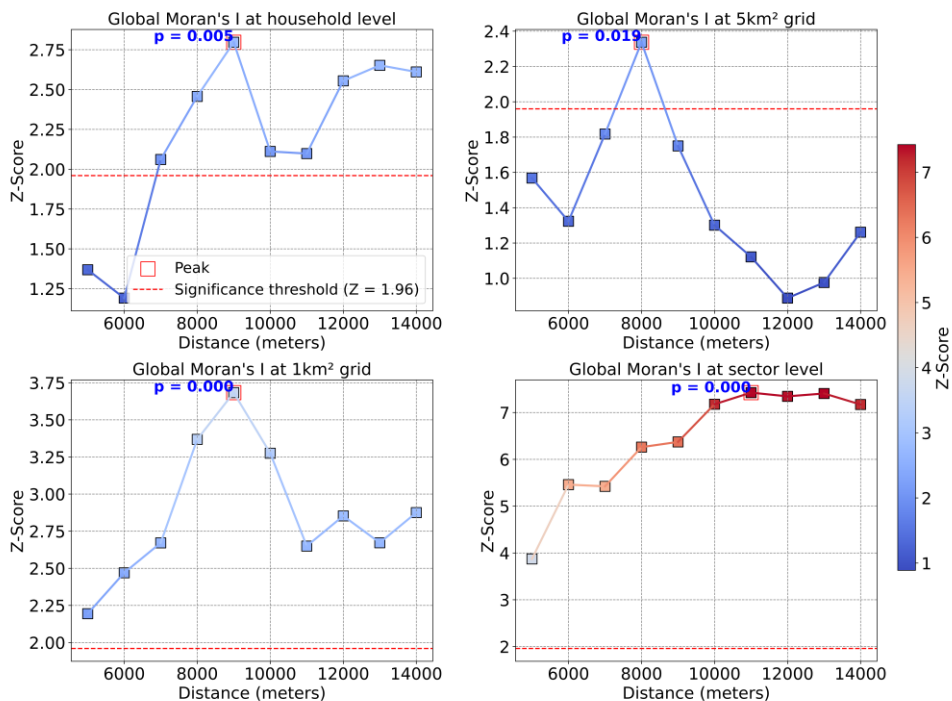 Global Moran's I at household level
p = 0.005
2.75
2.50
2.25
2.00
1.75
1.50
1.25
Z-Score
Peak
Significance threshold (Z = 1.96)
6000 8000 10000 12000 14000
Distance (meters)
Global Moran's I at 5km² grid
p = 0.019
2.4
2.2
2.0
1.8
1.6
1.4
1.2
1.0
Z-Score
6000 8000 10000 12000 14000
Distance (meters)
Global Moran's I at 1km² grid
p = 0.000
3.75
3.50
3.25
3.00
2.75
2.50
2.25
2.00
Z-Score
6000 8000 10000 12000 14000
Distance (meters)
Global Moran's I at sector level
p = 0.000
7
6
5
4
3
2
Z-Score
6000 8000 10000 12000 14000
Distance (meters)
7
6
5
4
3
2
1
Z-Score